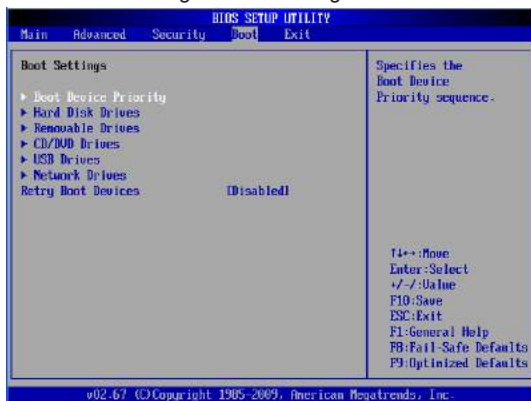 BIOS SETUP UTILITY
Main Advanced Security Boot Exit
Boot Settings
▶ Boot Device Priority
▶ Hard Disk Drives
▶ Removable Drives
▶ CD/DVD Drives
▶ USB Drives
▶ Network Drives
Retry Boot Devices [Disabled]
Specifies the
Boot Device
Priority sequence.
↑↓←→:Move
Enter:Select
+/-/:Value
F10:Save
ESC:Exit
F1:General Help
F8:Fail-Safe Defaults
F9:Optimized Defaults
v02.67 (C)Copyright 1985-2009, American Megatrends, Inc.